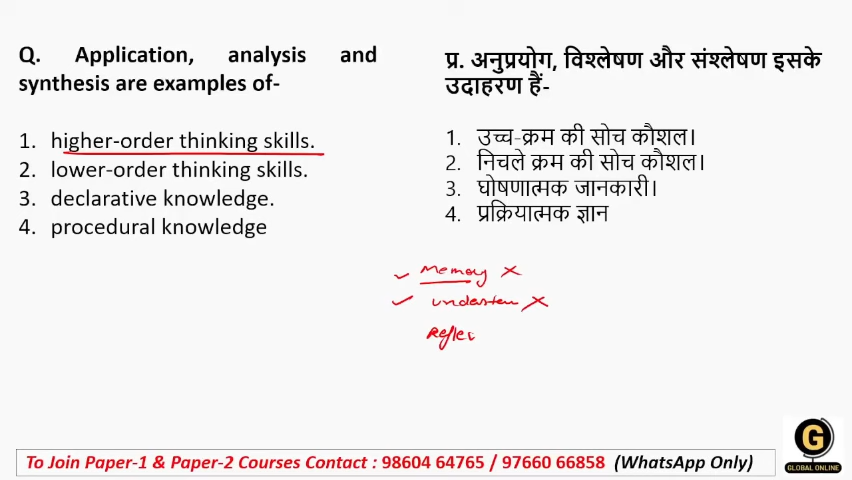 Q. Application, analysis and
synthesis are examples of-
1. higher-order thinking skills.
2. lower-order thinking skills.
3. declarative knowledge.
4. procedural knowledge
प्र. अनुप्रयोग, विश्लेषण और संश्लेषण इसके
उदाहरण हैं-
1. उच्च-क्रम की सोच कौशल।
2. निचले क्रम की सोच कौशल।
3. घोषणात्मक जानकारी।
4. प्रक्रियात्मक ज्ञान
Memory
Reflec
To Join Paper-1 & Paper-2 Courses Contact : 98604 64765 / 97660 66858 (WhatsApp Only)
G
GLOBAL ONLINE